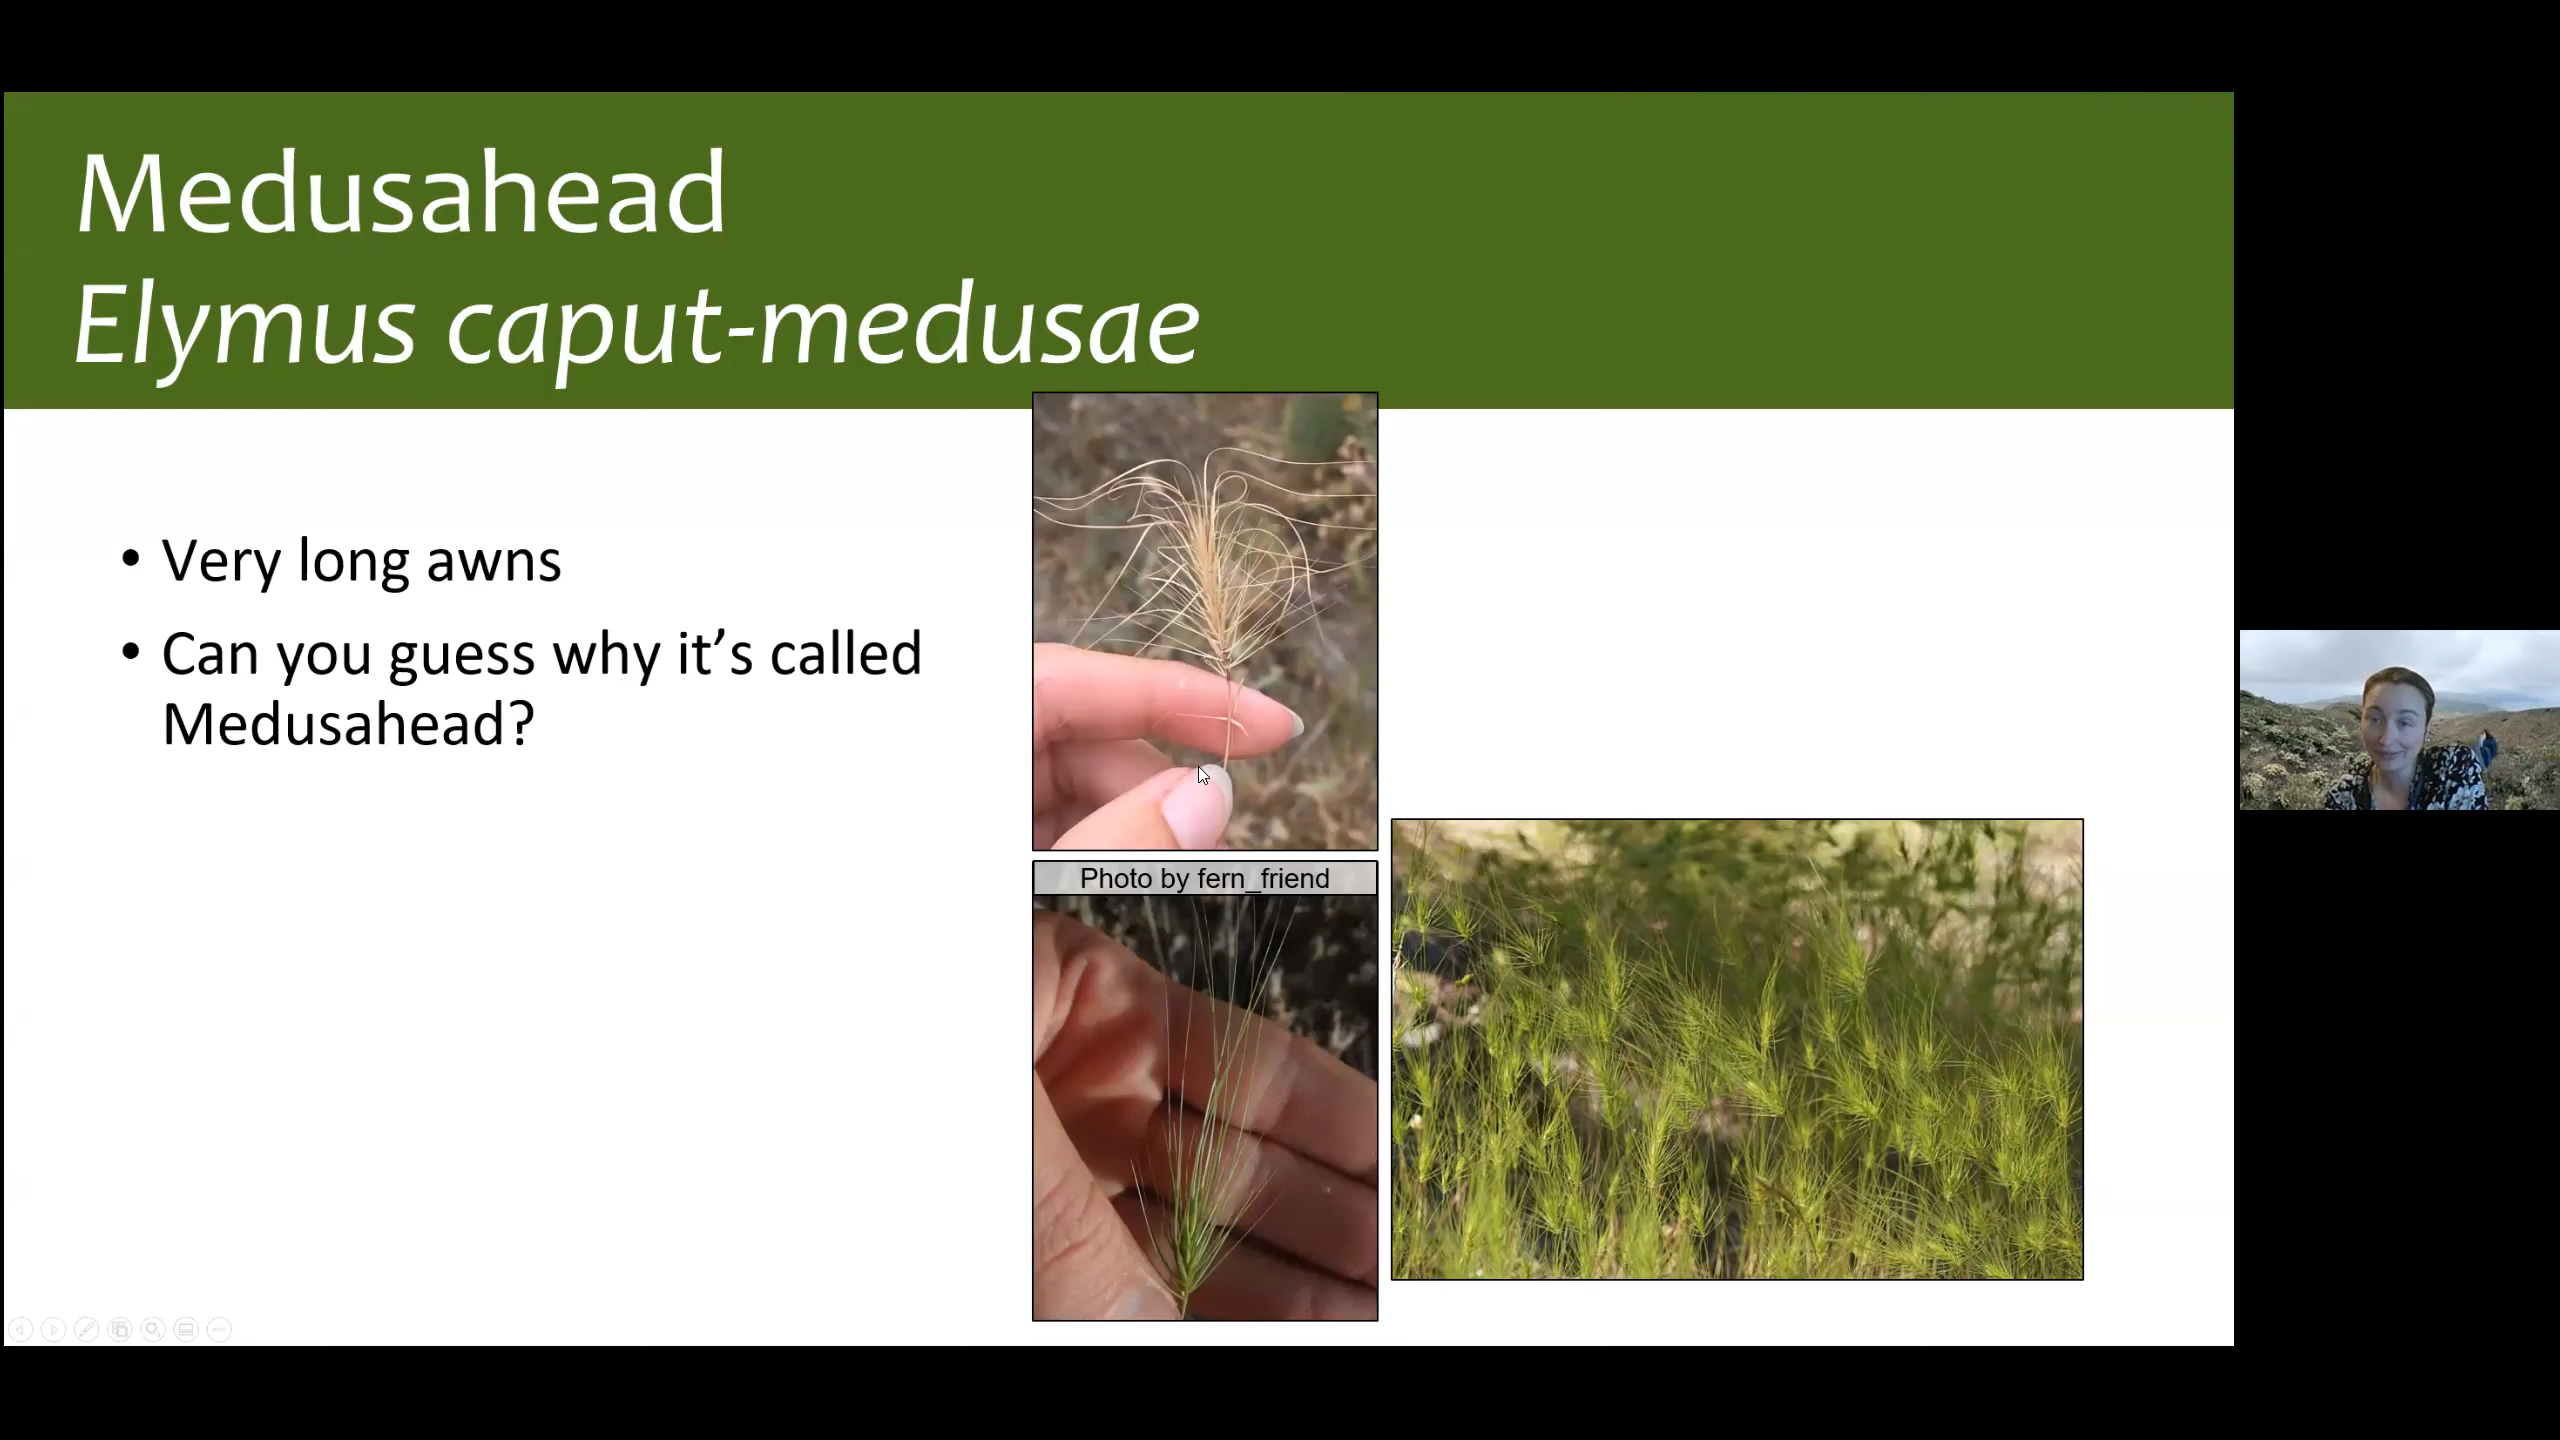 Medusahead
Elymus caput-medusae
• Very long awns
• Can you guess why it’s called
Medusahead?
Photo by fern_friend